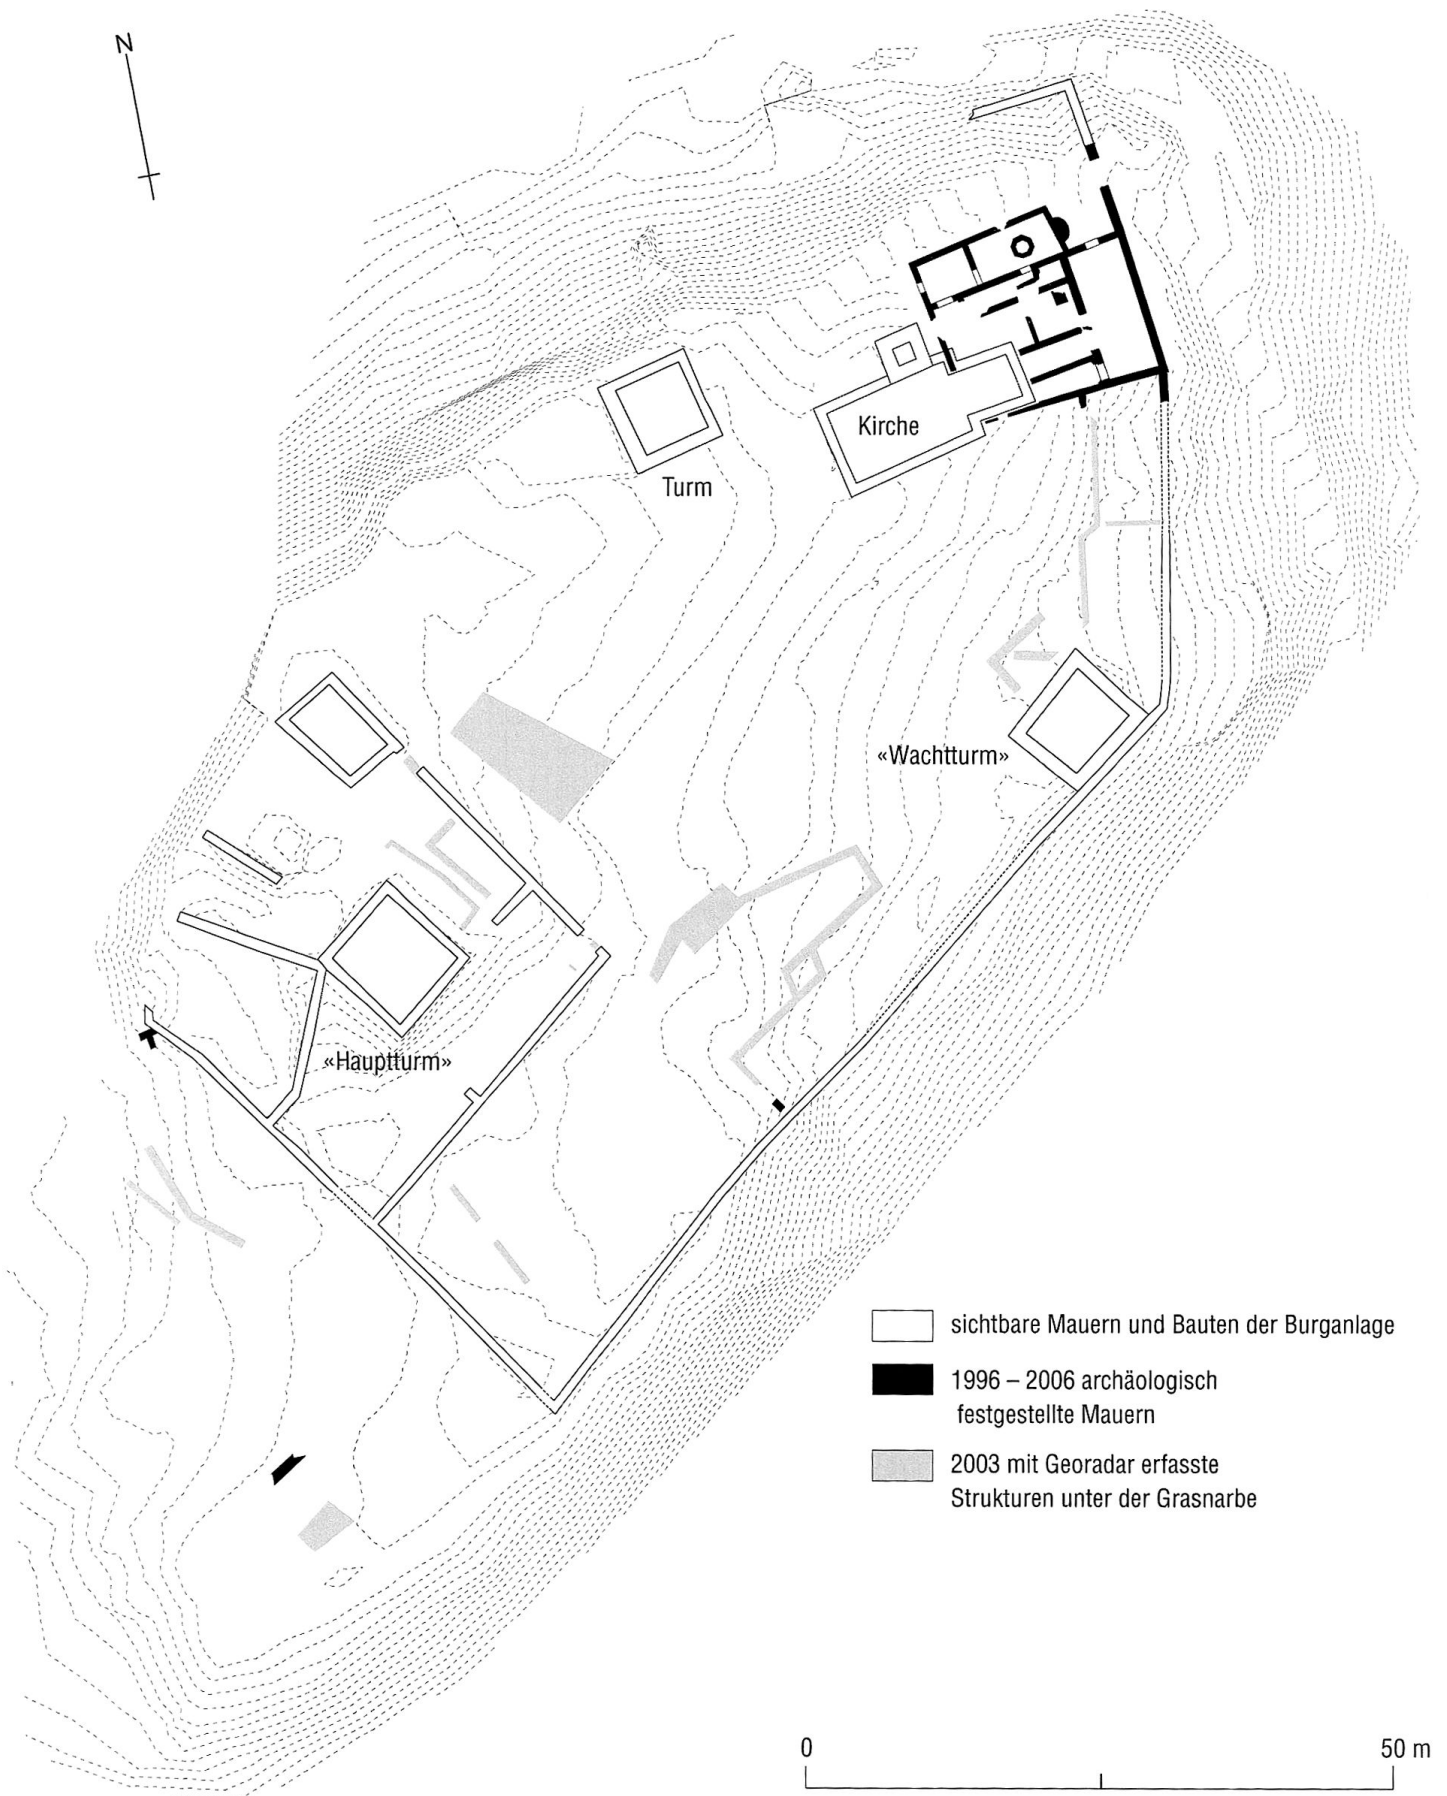 N
Kirche
Turm
«Wachtturm»
«Hauptturm»
sichtbare Mauern und Bauten der Burganlage
1996 – 2006 archäologisch
festgestellte Mauern
2003 mit Georadar erfasste
Strukturen unter der Grasnarbe
0 50 m